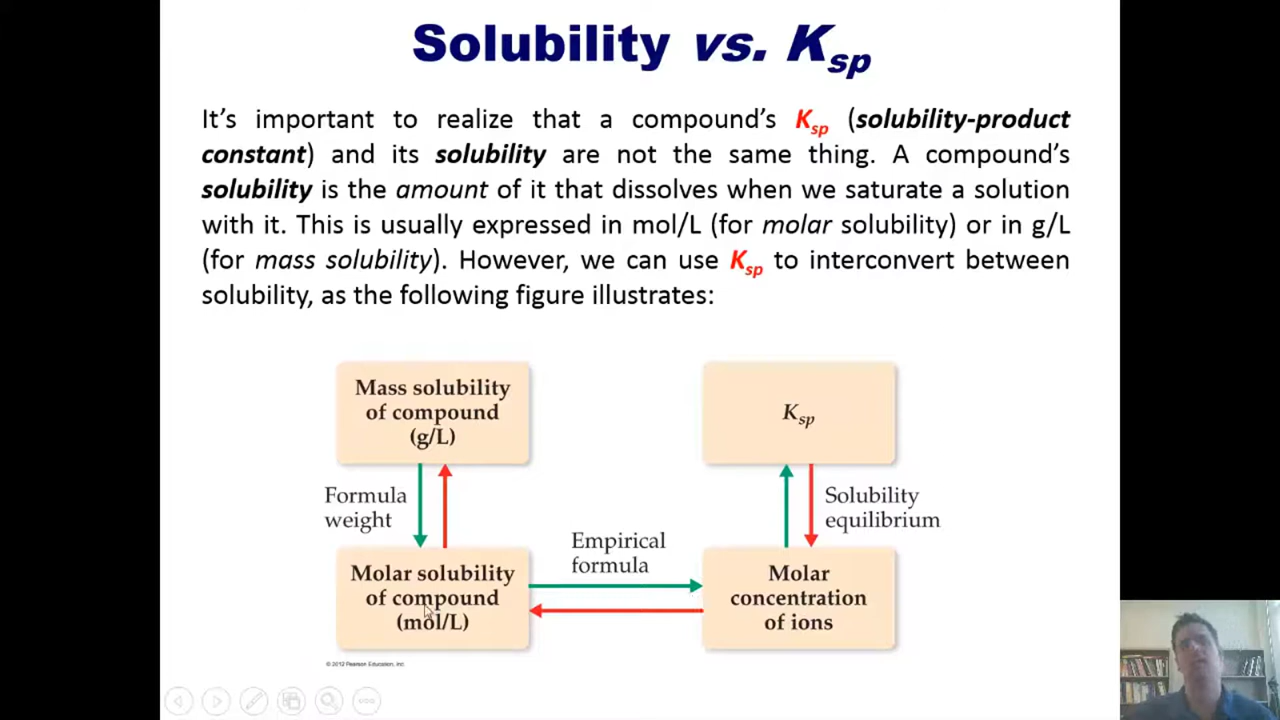 Solubility vs. Ksp
It's important to realize that a compound's Ksp (solubility-product
constant) and its solubility are not the same thing. A compound's
solubility is the amount of it that dissolves when we saturate a solution
with it. This is usually expressed in mol/L (for molar solubility) or in g/L
(for mass solubility). However, we can use Ksp to interconvert between
solubility, as the following figure illustrates:
Mass solubility
of compound
(g/L)
Ksp
Formula
weight
Solubility
equilibrium
Empirical
formula
Molar solubility
of compound
(mol/L)
Molar
concentration
of ions
© 2012 Pearson Education, Inc.